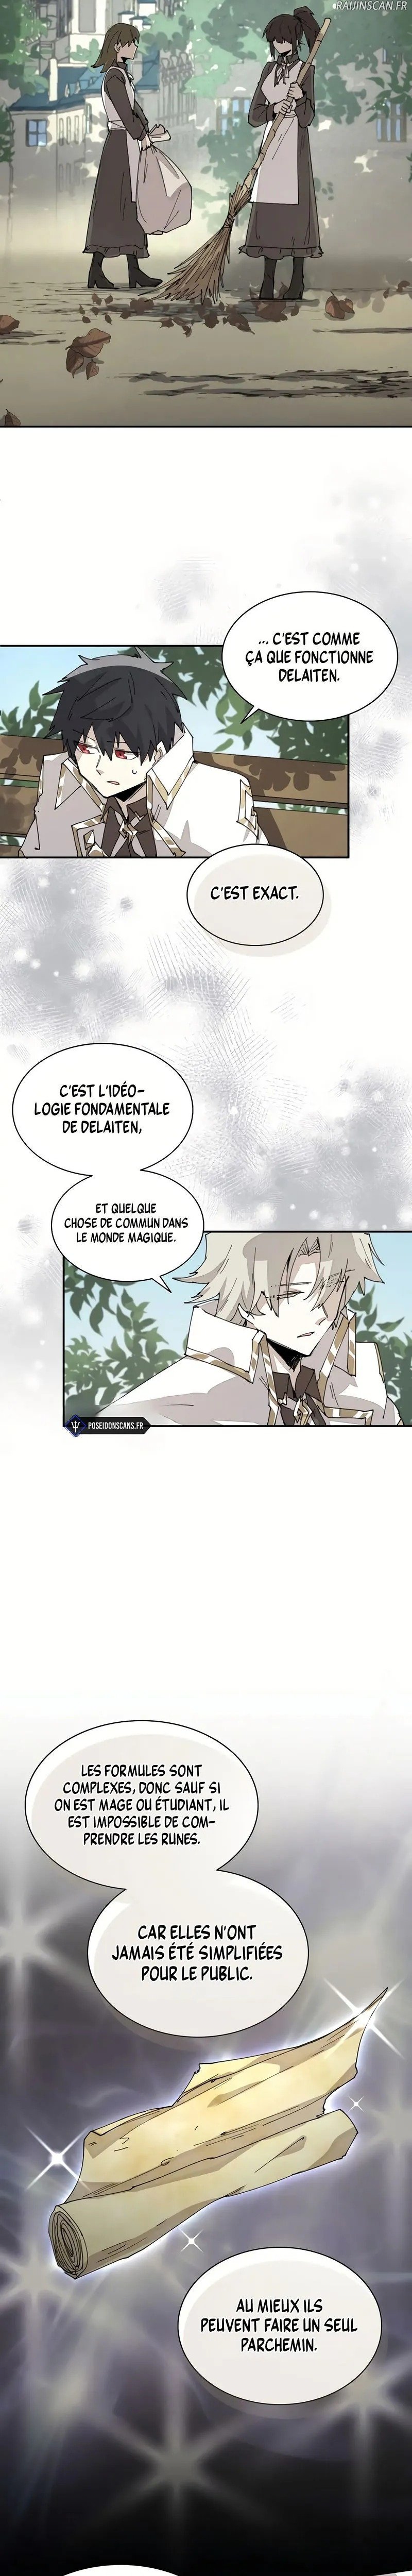 RAIJINSCAN.FR
... C'EST COMME
ÇA QUE FONCTIONNE
DELAITEN.
C'EST EXACT.
C'EST L'IDÉO-
LOGIE FONDAMENTALE
DE DELAITEN,
ET QUELQUE
CHOSE DE COMMUN DANS
LE MONDE MAGIQUE.
POSEIDONSCANS.FR
LES FORMULES SONT
COMPLEXES, DONC SAUF SI
ON EST MAGE OU ÉTUDIANT, IL
EST IMPOSSIBLE DE COM-
PRENDRE LES RUNES.
CAR ELLES N'ONT
JAMAIS ÉTÉ SIMPLIFIÉES
POUR LE PUBLIC.
AU MIEUX ILS
PEUVENT FAIRE UN SEUL
PARCHEMIN.